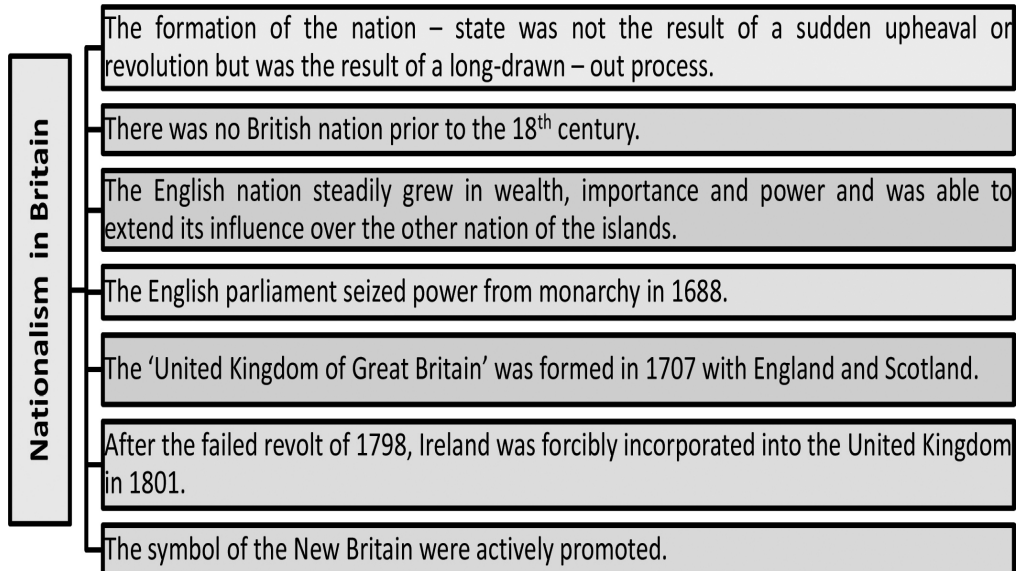 Nationalism in Britain
The formation of the nation – state was not the result of a sudden upheaval or
revolution but was the result of a long-drawn – out process.
There was no British nation prior to the 18th century.
The English nation steadily grew in wealth, importance and power and was able to
extend its influence over the other nation of the islands.
The English parliament seized power from monarchy in 1688.
The ‘United Kingdom of Great Britain’ was formed in 1707 with England and Scotland.
After the failed revolt of 1798, Ireland was forcibly incorporated into the United Kingdom
in 1801.
The symbol of the New Britain were actively promoted.